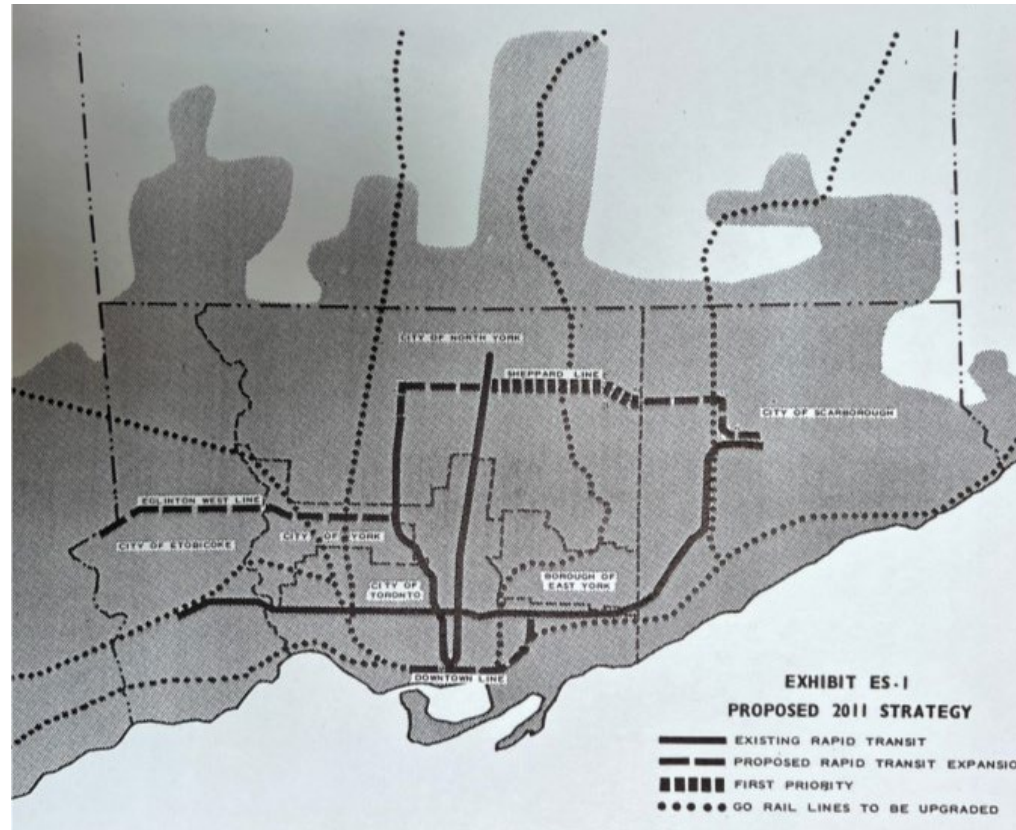 CITY OF NORTH YORK
SHEPPARD LINE
CITY OF SCARBOROUGH
EGLINTON WEST LINE
CITY OF ETOBICOKE
CITY OF YORK
CITY OF
TORONTO
BOROUGH OF
EAST YORK
DOWNTOWN LINE
EXHIBIT ES-1
PROPOSED 2011 STRATEGY
EXISTING RAPID TRANSIT
PROPOSED RAPID TRANSIT EXPANSIO
FIRST PRIORITY
GO RAIL LINES TO BE UPGRADED